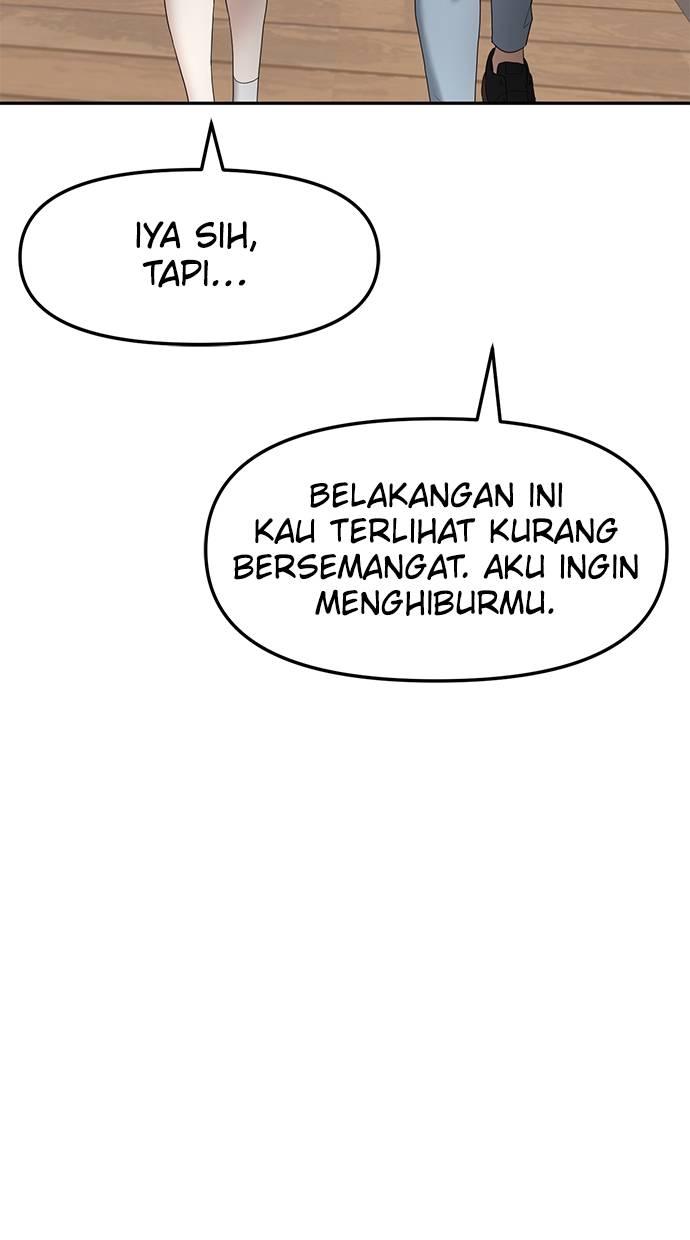 IYA SIH,
TAPI...
BELAKANGAN INI
KAU TERLIHAT KURANG
BERSEMANGAT. AKU INGIN
MENGHIBURMU.